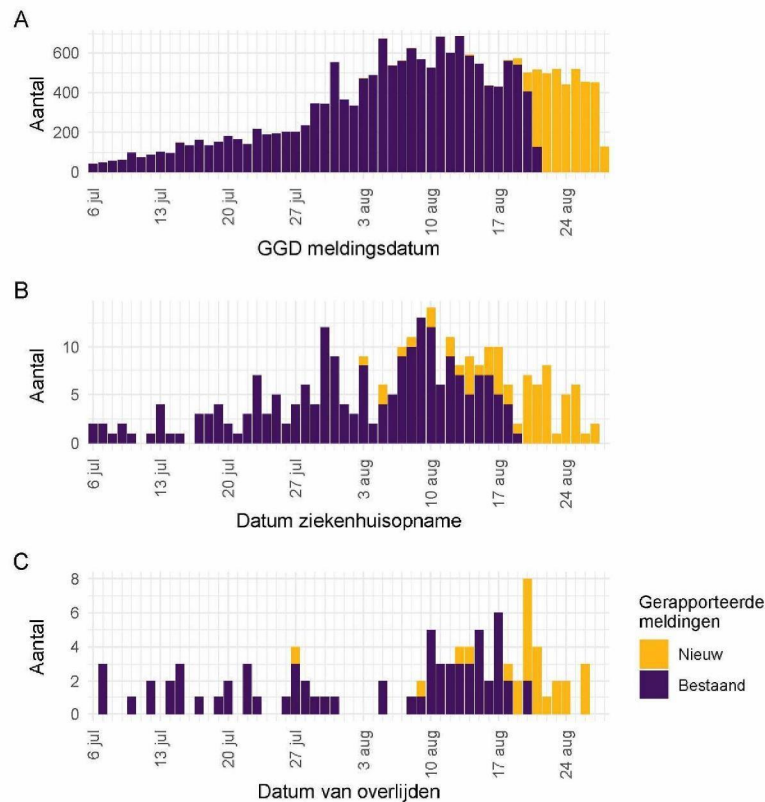 A
600
400
200
0
Aantal
6 jul
13 jul
20 jul
27 jul
3 aug
10 aug
17 aug
24 aug
GGD meldingsdatum
B
10
5
0
Aantal
6 jul
13 jul
20 jul
27 jul
3 aug
10 aug
17 aug
24 aug
Datum ziekenhuisopname
C
8
6
4
2
0
Aantal
6 jul
13 jul
20 jul
27 jul
3 aug
10 aug
17 aug
24 aug
Datum van overlijden
Gerapporteerde
meldingen
Nieuw
Bestaand